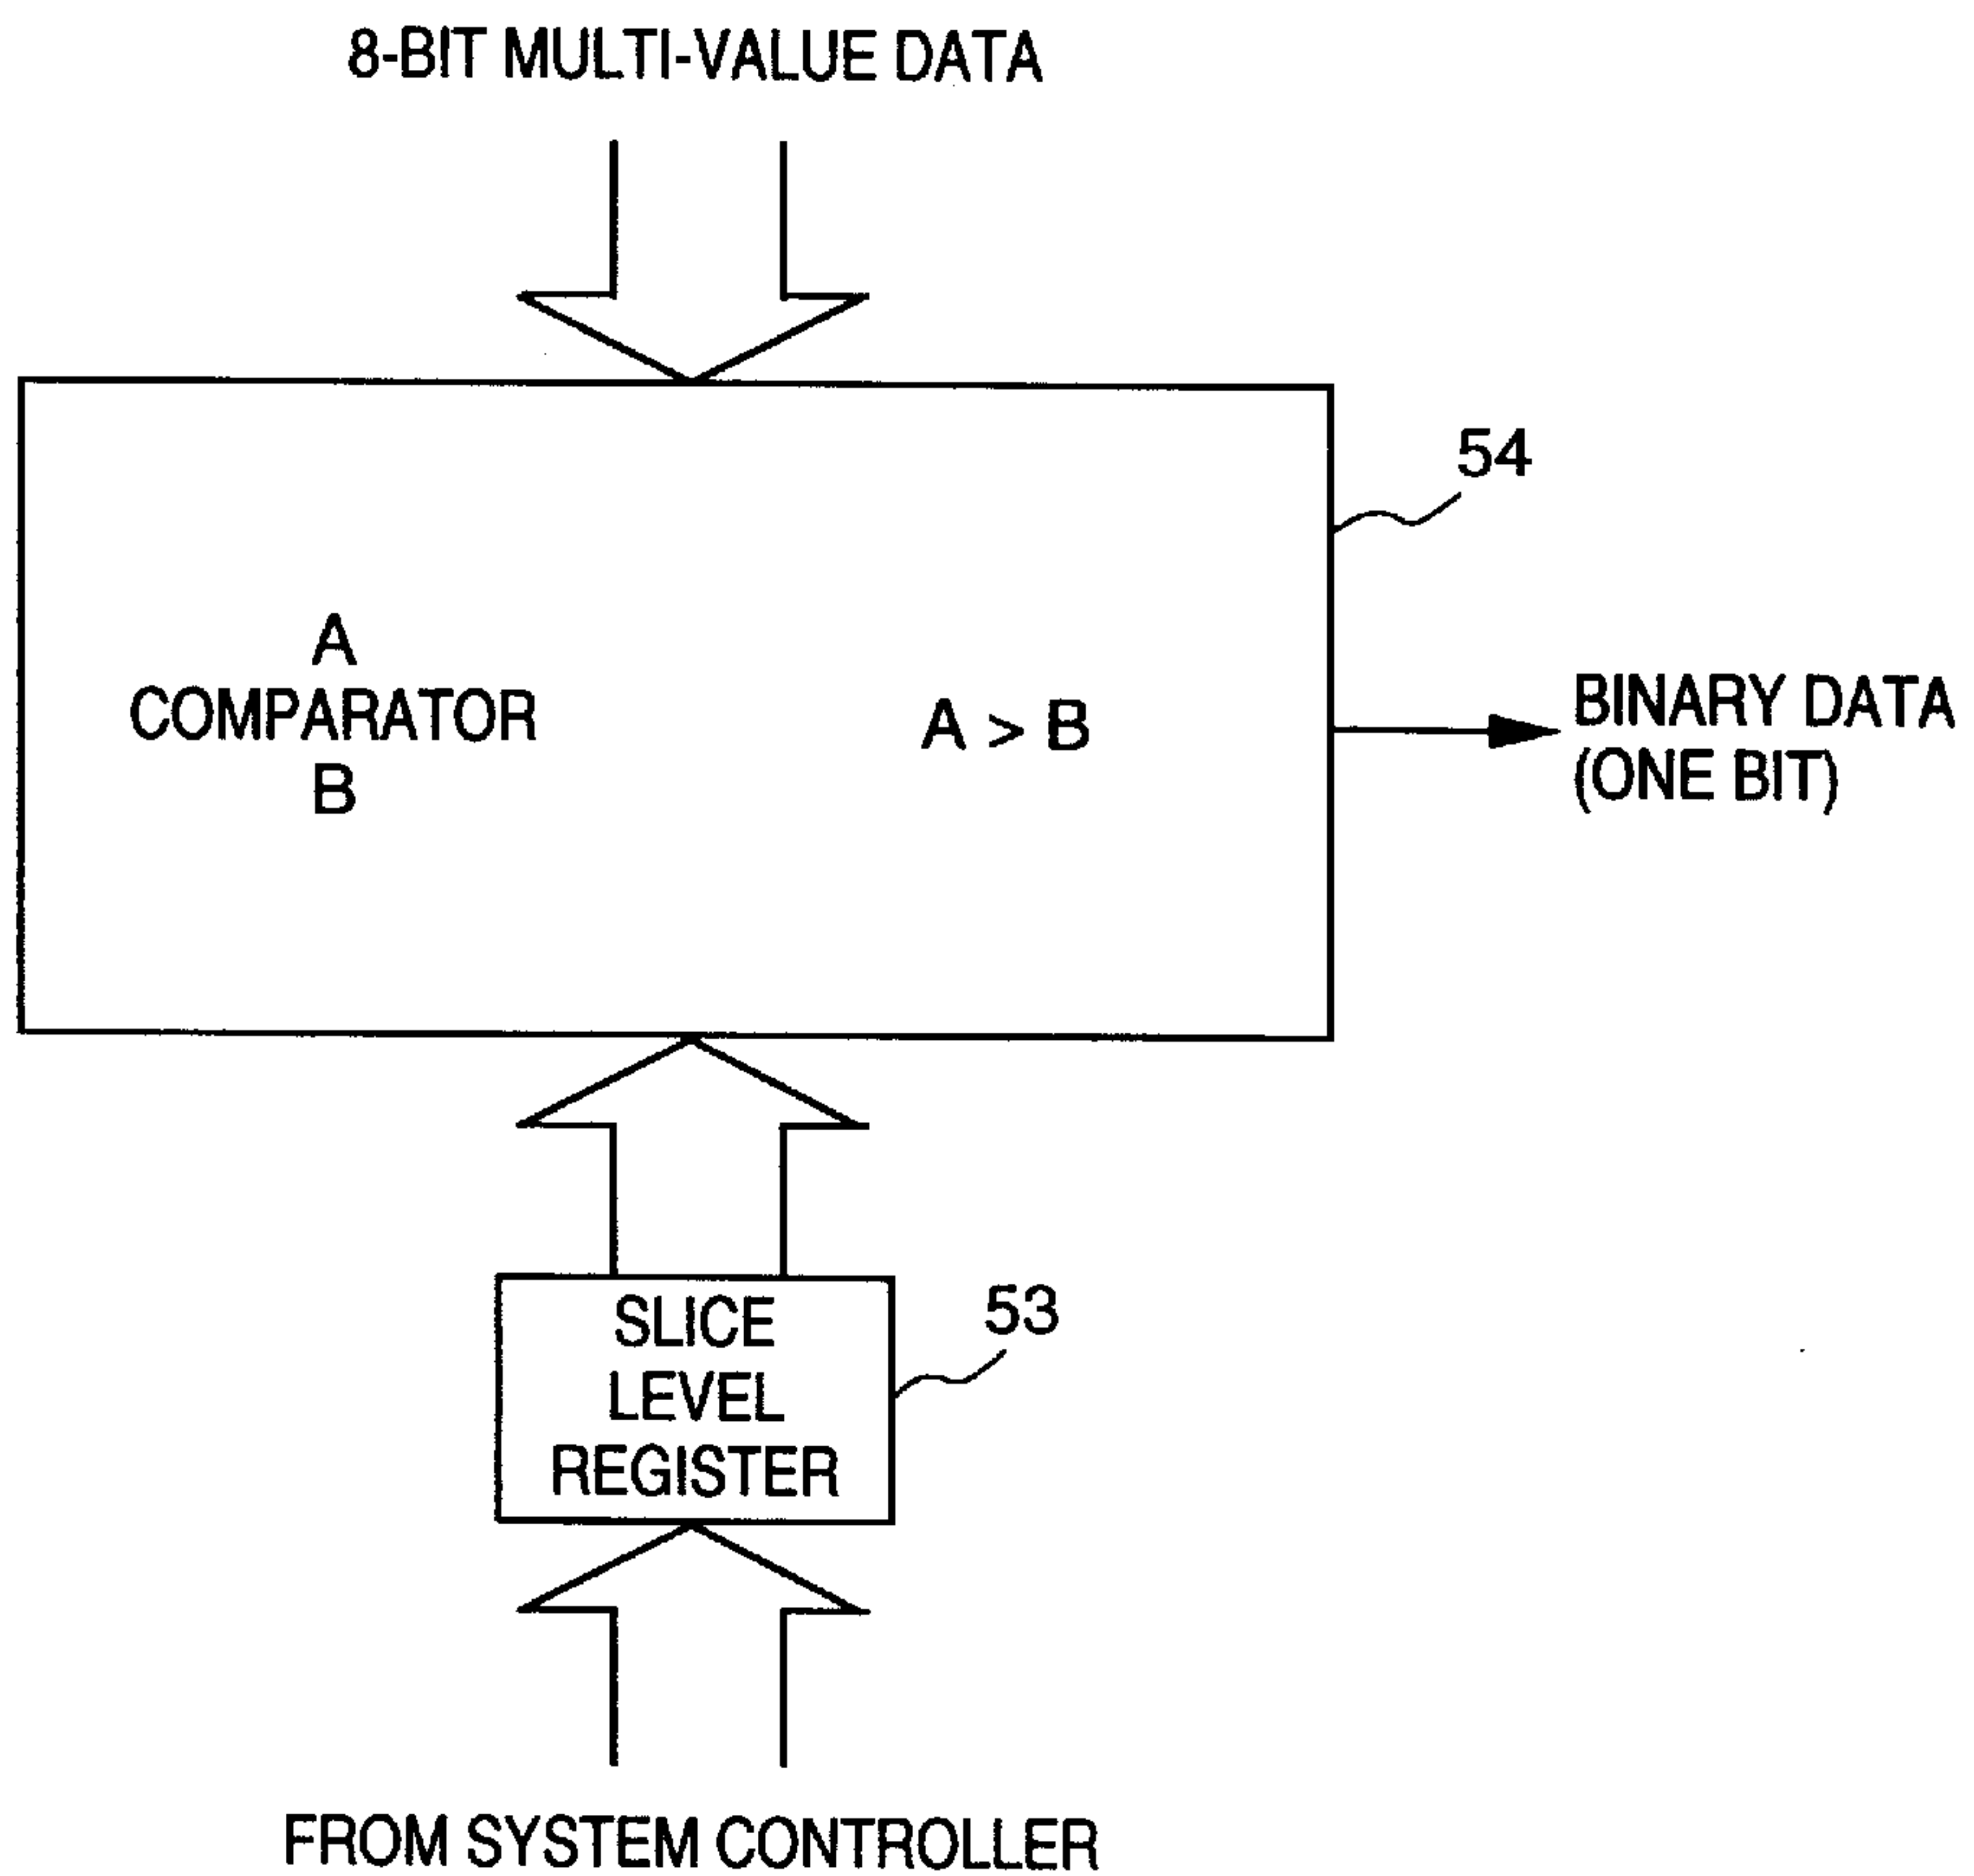 8-BIT MULTI-VALUE DATA
54
A
COMPARATOR
B
A > B
BINARY DATA
(ONE BIT)
SLICE
LEVEL
REGISTER
53
FROM SYSTEM CONTROLLER